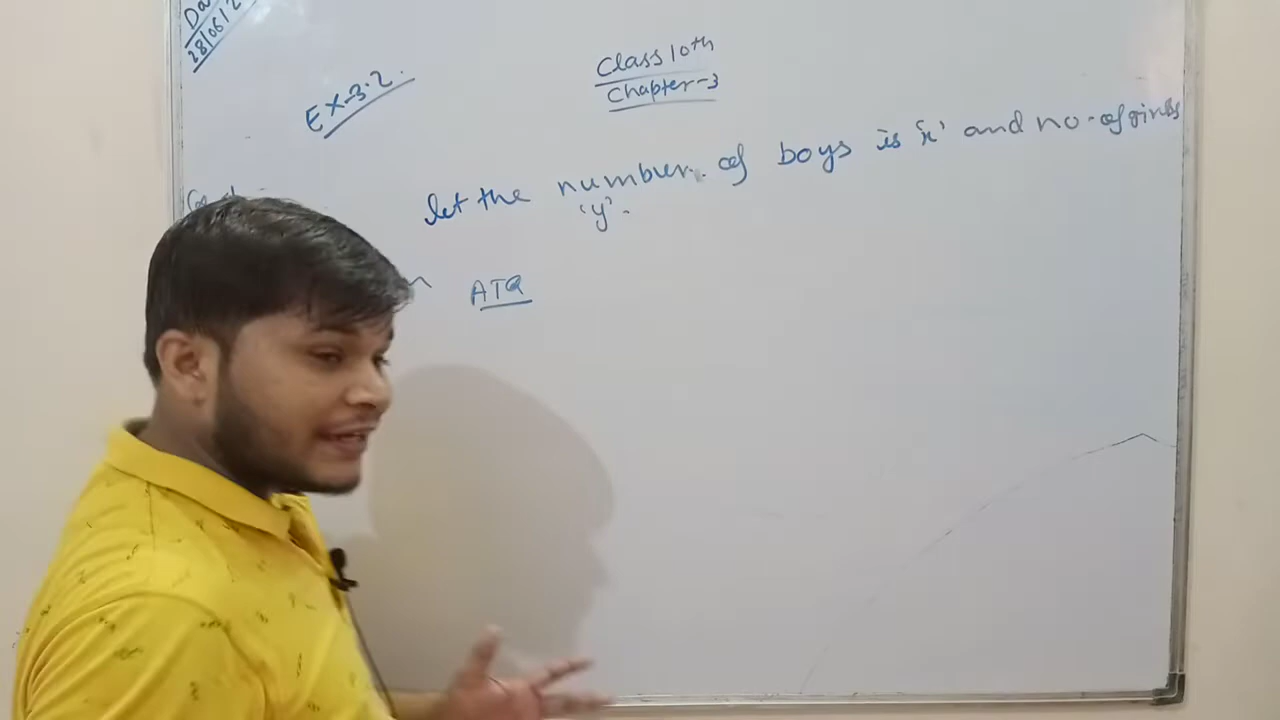 28/06/2
Class 10th
Chapter-3
Ex-3.2.
let the number of boys is 'x' and no. of girls
'y'.
ATQ